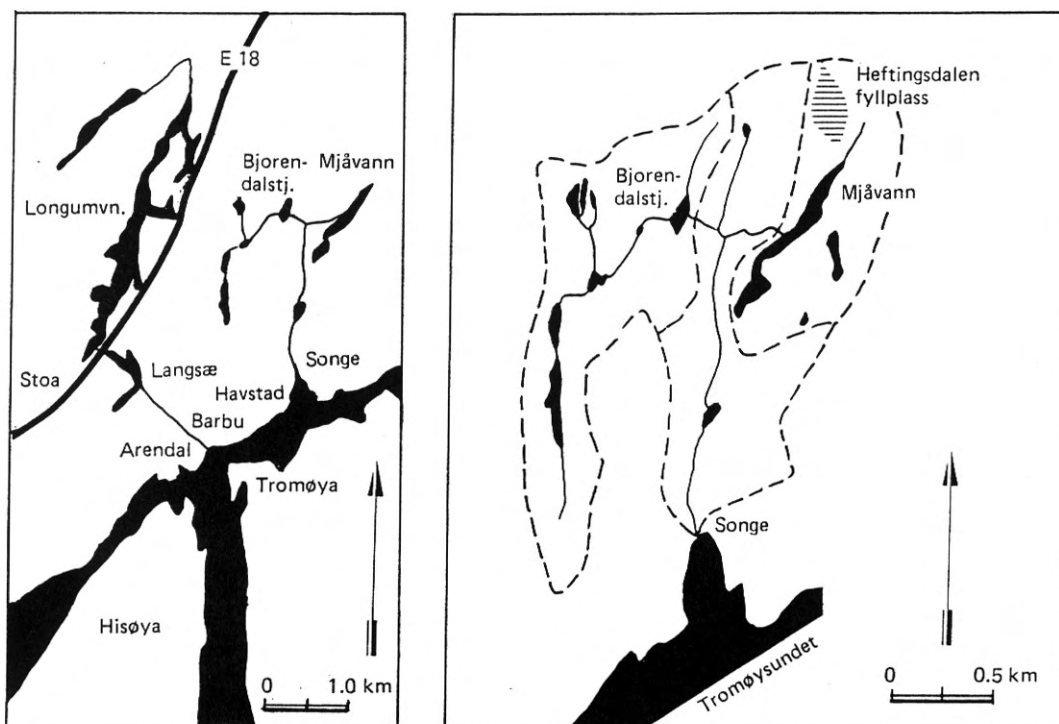 E 18
Bjoren-
dalstj.
Mjåvann
Longumvn.
Stoa
Langsæ
Songe
Havstad
Barbu
Arendal
Tromøya
Hisøya
0 1.0 km
Heftingsdalen
fyllplass
Bjoren-
dalstj.
Mjåvann
Songe
Tromøysundet
0 0.5 km